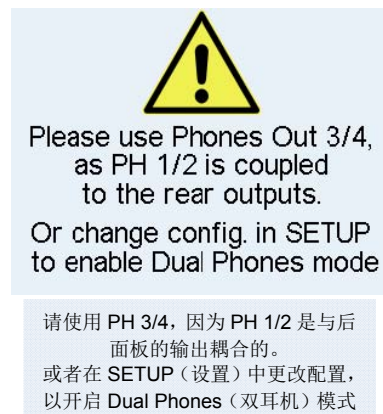 Please use Phones Out 3/4,
as PH 1/2 is coupled
to the rear outputs.
Or change config. in SETUP
to enable Dual Phones mode
请使用 PH 3/4，因为 PH 1/2 是与后
面板的输出耦合的。
或者在 SETUP（设置）中更改配置，
以开启 Dual Phones（双耳机）模式